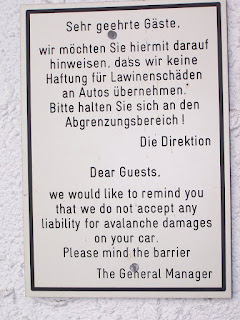 Sehr geehrte Gäste,
wir möchten Sie hiermit darauf
hinweisen, dass wir keine
Haftung für Lawinenschäden
an Autos übernehmen.
Bitte halten Sie sich an den
Abgrenzungsbereich !
Die Direktion
Dear Guests,
we would like to remind you
that we do not accept any
liability for avalanche damages
on your car.
Please mind the barrier
The General Manager